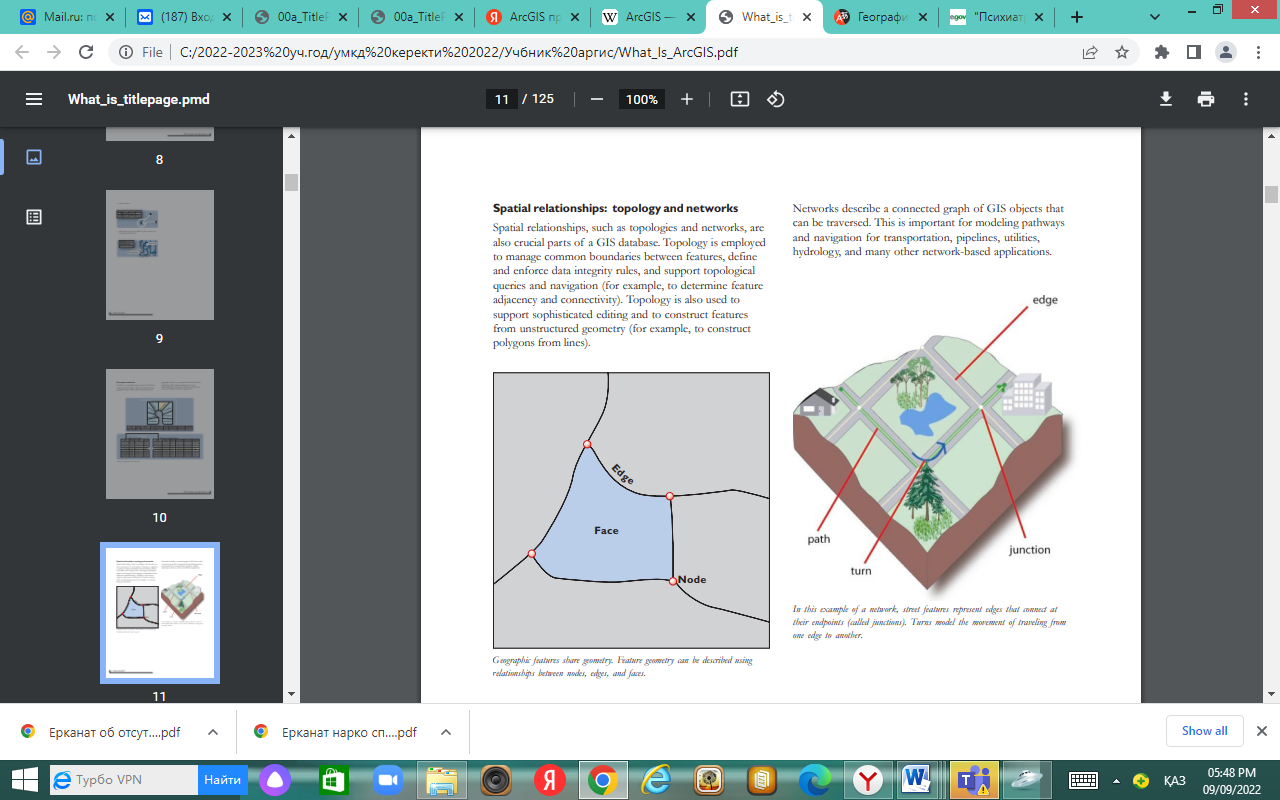 Mail.ru: п
(187) Вход
00a_TitleP
00a_TitleP
ArcGIS пр
ArcGIS —
What_is_t
Географи
"Психиатр
File C:/2022-2023%20уч.год/умкд%20керекти%202022/Учбник%20аргис/What_Is_ArcGIS.pdf
What_is_titlepage.pmd
11 / 125
100%
8
9
10
11
Spatial relationships: topology and networks
Spatial relationships, such as topologies and networks, are
also crucial parts of a GIS database. Topology is employed
to manage common boundaries between features, define
and enforce data integrity rules, and support topological
queries and navigation (for example, to determine feature
adjacency and connectivity). Topology is also used to
support sophisticated editing and to construct features
from unstructured geometry (for example, to construct
polygons from lines).
Edge
Face
Node
Geographic features share geometry. Feature geometry can be described using
relationships between nodes, edges, and faces.
Networks describe a connected graph of GIS objects that
can be traversed. This is important for modeling pathways
and navigation for transportation, pipelines, utilities,
hydrology, and many other network-based applications.
edge
path
turn
junction
In this example of a network, street features represent edges that connect at
their endpoints (called junctions). Turns model the movement of traveling from
one edge to another.
Ерканат об отсут....pdf
Ерканат нарко сп....pdf
Show all
Турбо VPN
Найти
ҚАЗ
05:48 PM
09/09/2022